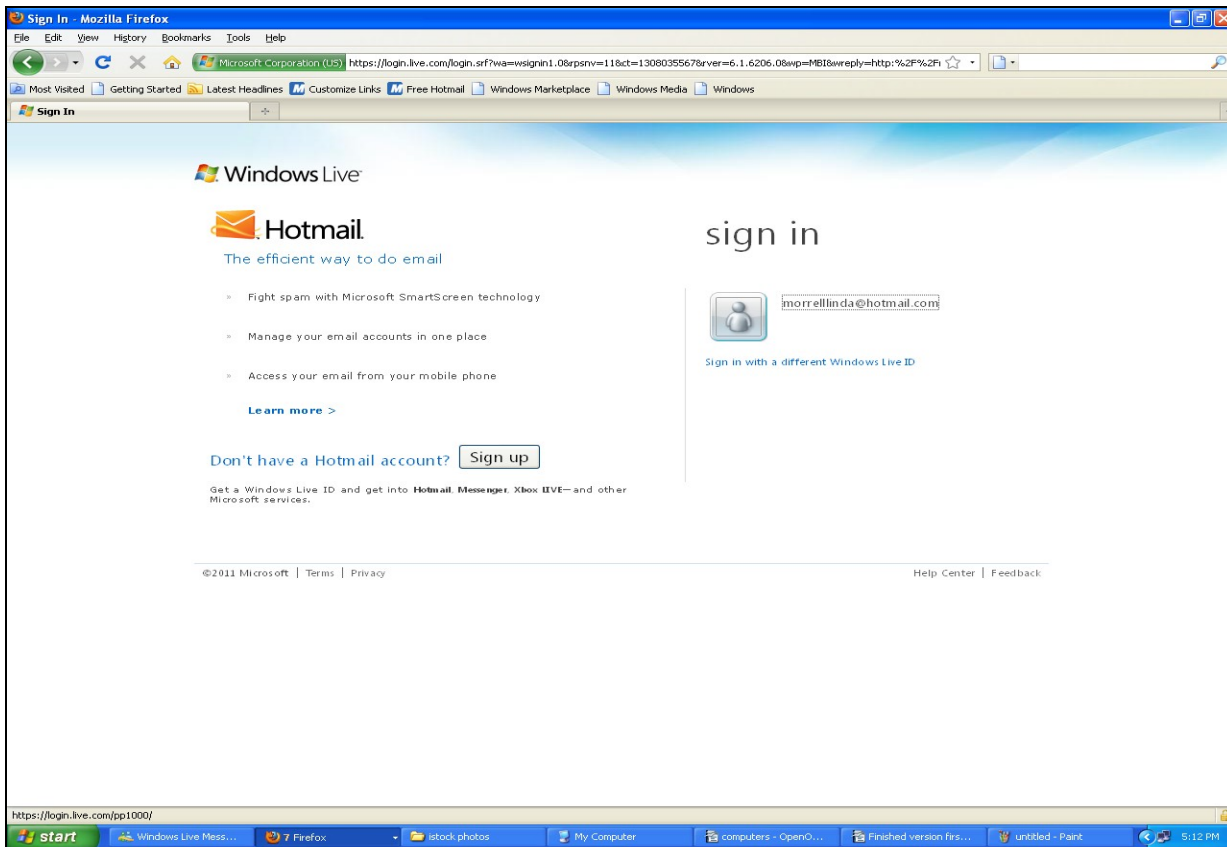 Sign In - Mozilla Firefox
File Edit View History Bookmarks Tools Help
Microsoft Corporation (US) https://login.live.com/login.srf?wa=wsignin1.0&rpsnv=11&ct=1308035567&rver=6.1.6206.0&wp=MBI&wreply=http:%2F%2F
Most Visited Getting Started Latest Headlines Customize Links Free Hotmail Windows Marketplace Windows Media Windows
Sign In
Windows Live
Hotmail
sign in
The efficient way to do email
» Fight spam with Microsoft SmartScreen technology
morrelllinda@hotmail.com
» Manage your email accounts in one place
Sign in with a different Windows Live ID
» Access your email from your mobile phone
Learn more >
Don't have a Hotmail account? Sign up
Get a Windows Live ID and get into Hotmail, Messenger, Xbox LIVE—and other
Microsoft services.
©2011 Microsoft | Terms | Privacy Help Center | Feedback
https://login.live.com/pp1000/
start Windows Live Mess... 7 Firefox istock photos My Computer computers - OpenO... Finished version firs... untitled - Paint 5:12 PM